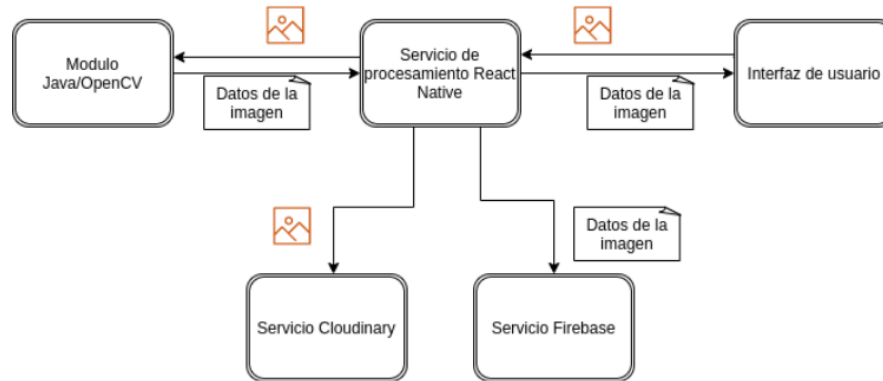 Modulo
Java/OpenCV
Datos de la
imagen
Servicio de
procesamiento React
Native
Datos de la
imagen
Interfaz de usuario
Datos de la
imagen
Servicio Cloudinary
Servicio Firebase